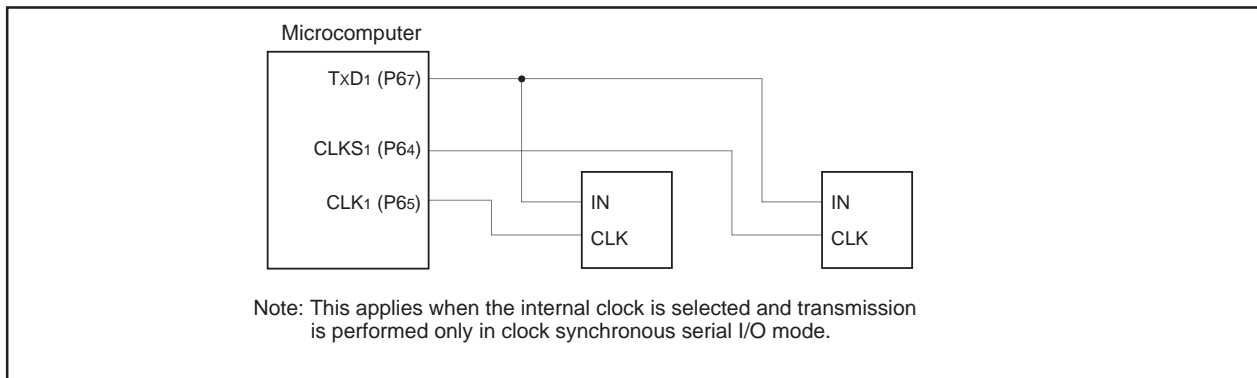 Microcomputer
TXD1 (P67)
CLKS1 (P64)
CLK1 (P65)
IN
CLK
IN
CLK
Note: This applies when the internal clock is selected and transmission
is performed only in clock synchronous serial I/O mode.